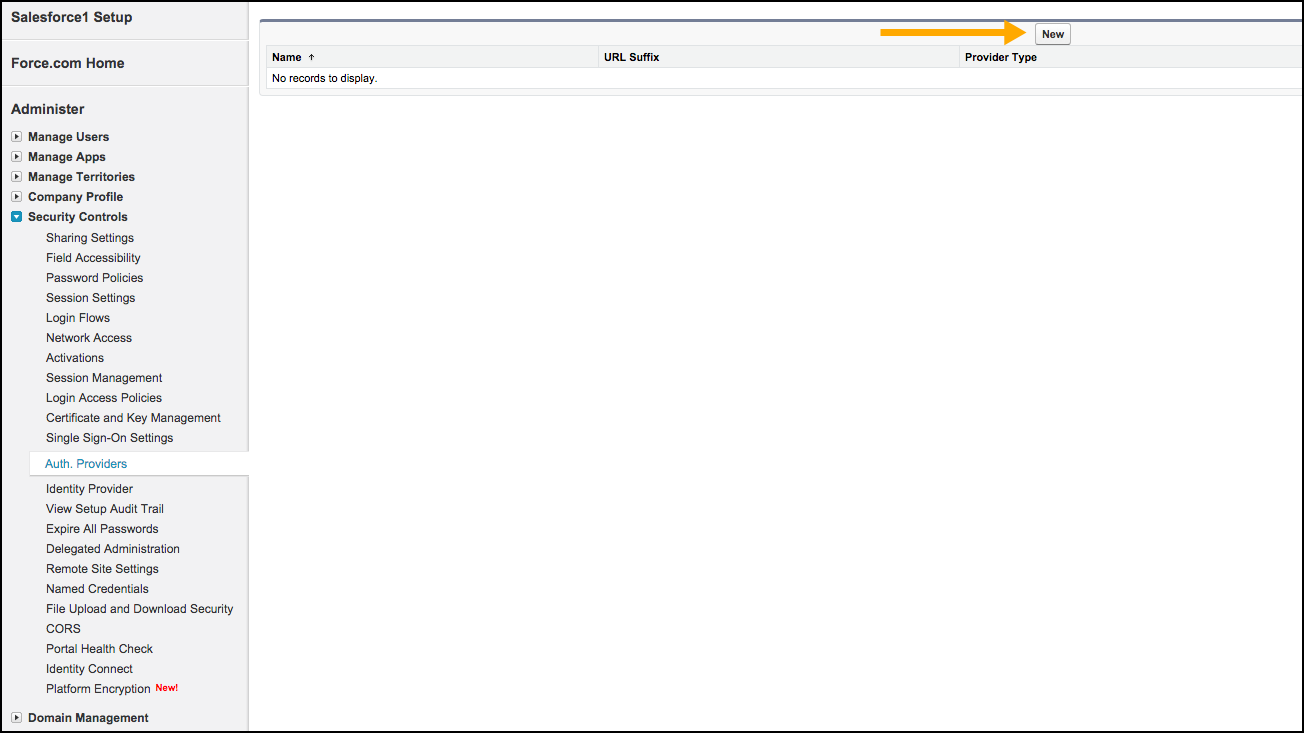 Salesforce1 Setup
Force.com Home
Administer
Manage Users
Manage Apps
Manage Territories
Company Profile
Security Controls
Sharing Settings
Field Accessibility
Password Policies
Session Settings
Login Flows
Network Access
Activations
Session Management
Login Access Policies
Certificate and Key Management
Single Sign-On Settings
Auth. Providers
Identity Provider
View Setup Audit Trail
Expire All Passwords
Delegated Administration
Remote Site Settings
Named Credentials
File Upload and Download Security
CORS
Portal Health Check
Identity Connect
Platform Encryption New!
Domain Management
New
Name ↑ URL Suffix Provider Type
No records to display.